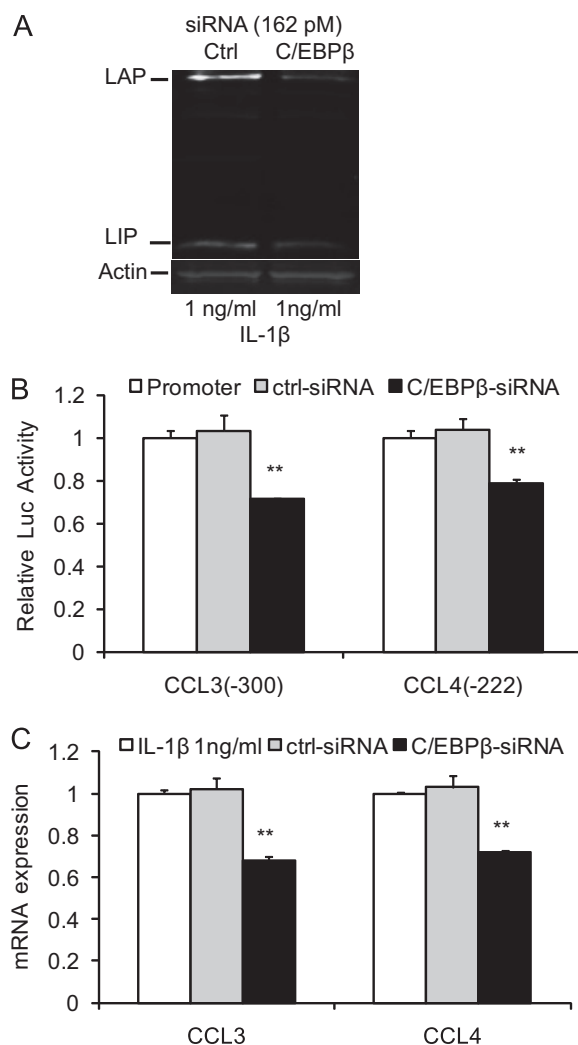 A
siRNA (162 pM)
Ctrl C/EBPβ
LAP
LIP
Actin
1 ng/ml 1ng/ml
IL-1β
B
1.2
Promoter ctrl-siRNA C/EBPβ-siRNA
1
** **
0.8
0.6
0.4
0.2
0
Relative Luc Activity
CCL3(-300) CCL4(-222)
C
1.2
IL-1β 1ng/ml ctrl-siRNA C/EBPβ-siRNA
1
** **
0.8
0.6
0.4
0.2
0
mRNA expression
CCL3 CCL4